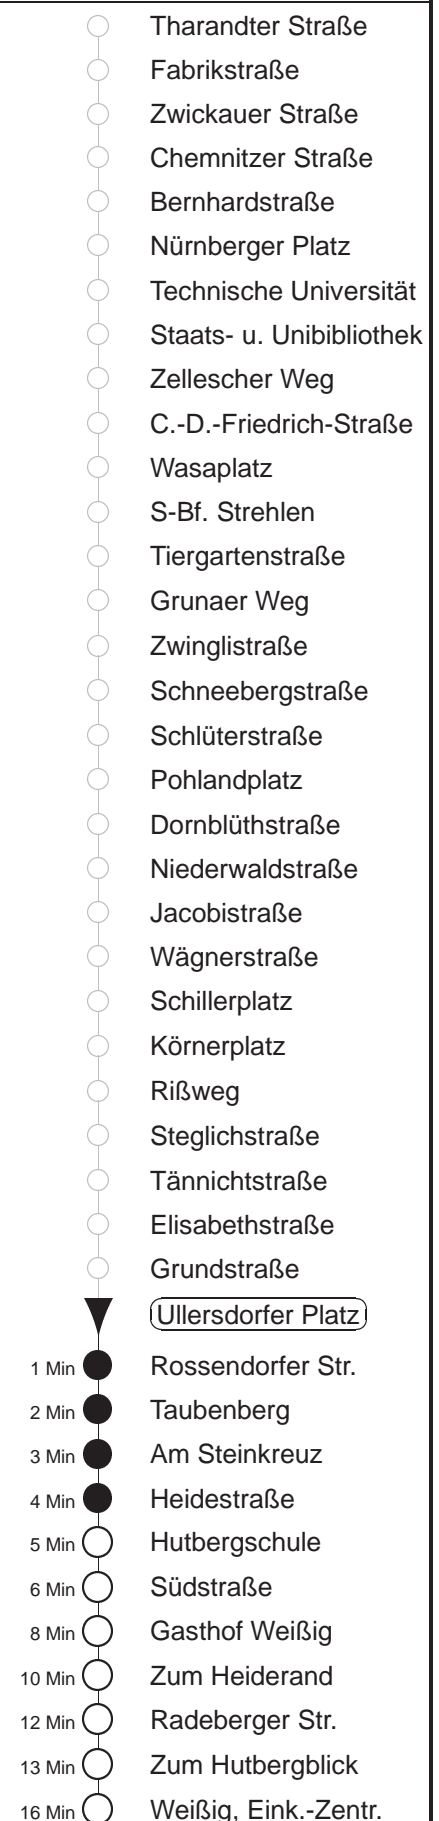 Tharandter Straße
Fabrikstraße
Zwickauer Straße
Chemnitzer Straße
Bernhardstraße
Nürnberger Platz
Technische Universität
Staats- u. Unibibliothek
Zellescher Weg
C.-D.-Friedrich-Straße
Wasaplatz
S-Bf. Strehlen
Tiergartenstraße
Grunaer Weg
Zwinglistraße
Schneebergstraße
Schlüterstraße
Pohlandplatz
Dornblüthstraße
Niederwaldstraße
Jacobistraße
Wägnerstraße
Schillerplatz
Körnerplatz
Rißweg
Steglichstraße
Tännichtstraße
Elisabethstraße
Grundstraße
Ullersdorfer Platz
1 Min Rossendorfer Str.
2 Min Taubenberg
3 Min Am Steinkreuz
4 Min Heidestraße
5 Min Hutbergschule
6 Min Südstraße
8 Min Gasthof Weißig
10 Min Zum Heiderand
12 Min Radeberger Str.
13 Min Zum Hutbergblick
16 Min Weißig, Eink.-Zentr.